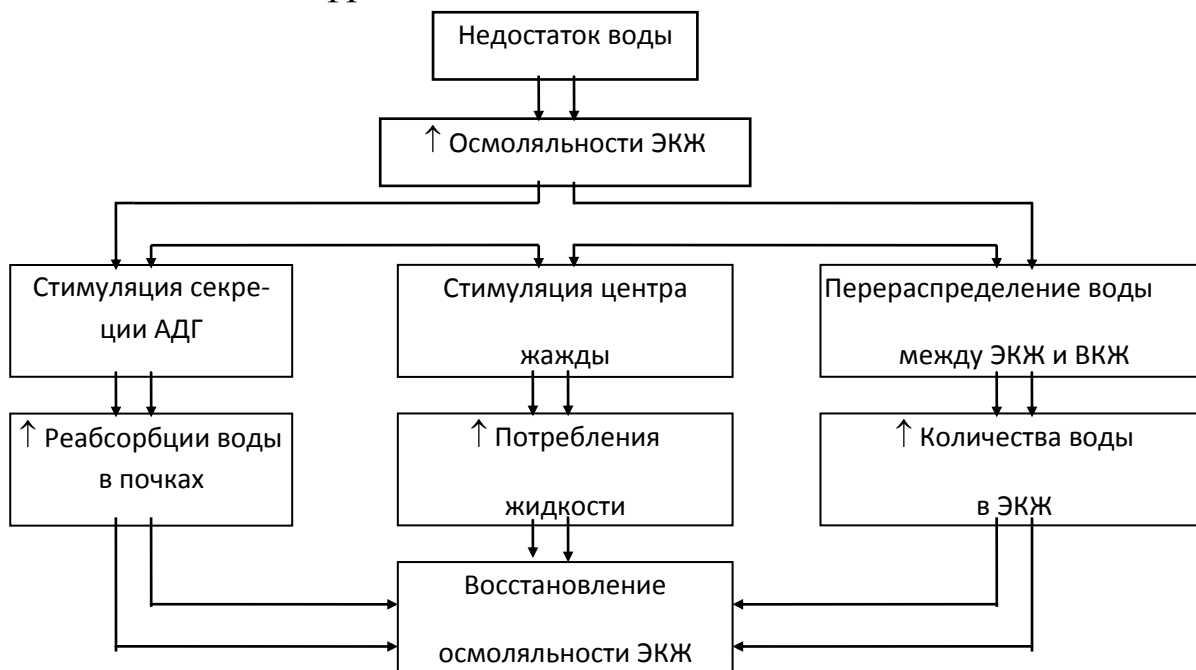 Недостаток воды
↑ Осмоляльности ЭКЖ
Стимуляция секре-
ции АДГ
Стимуляция центра
жажды
Перераспределение воды
между ЭКЖ и ВКЖ
↑ Реабсорбции воды
в почках
↑ Потребления
жидкости
↑ Количества воды
в ЭКЖ
Восстановление
осмоляльности ЭКЖ